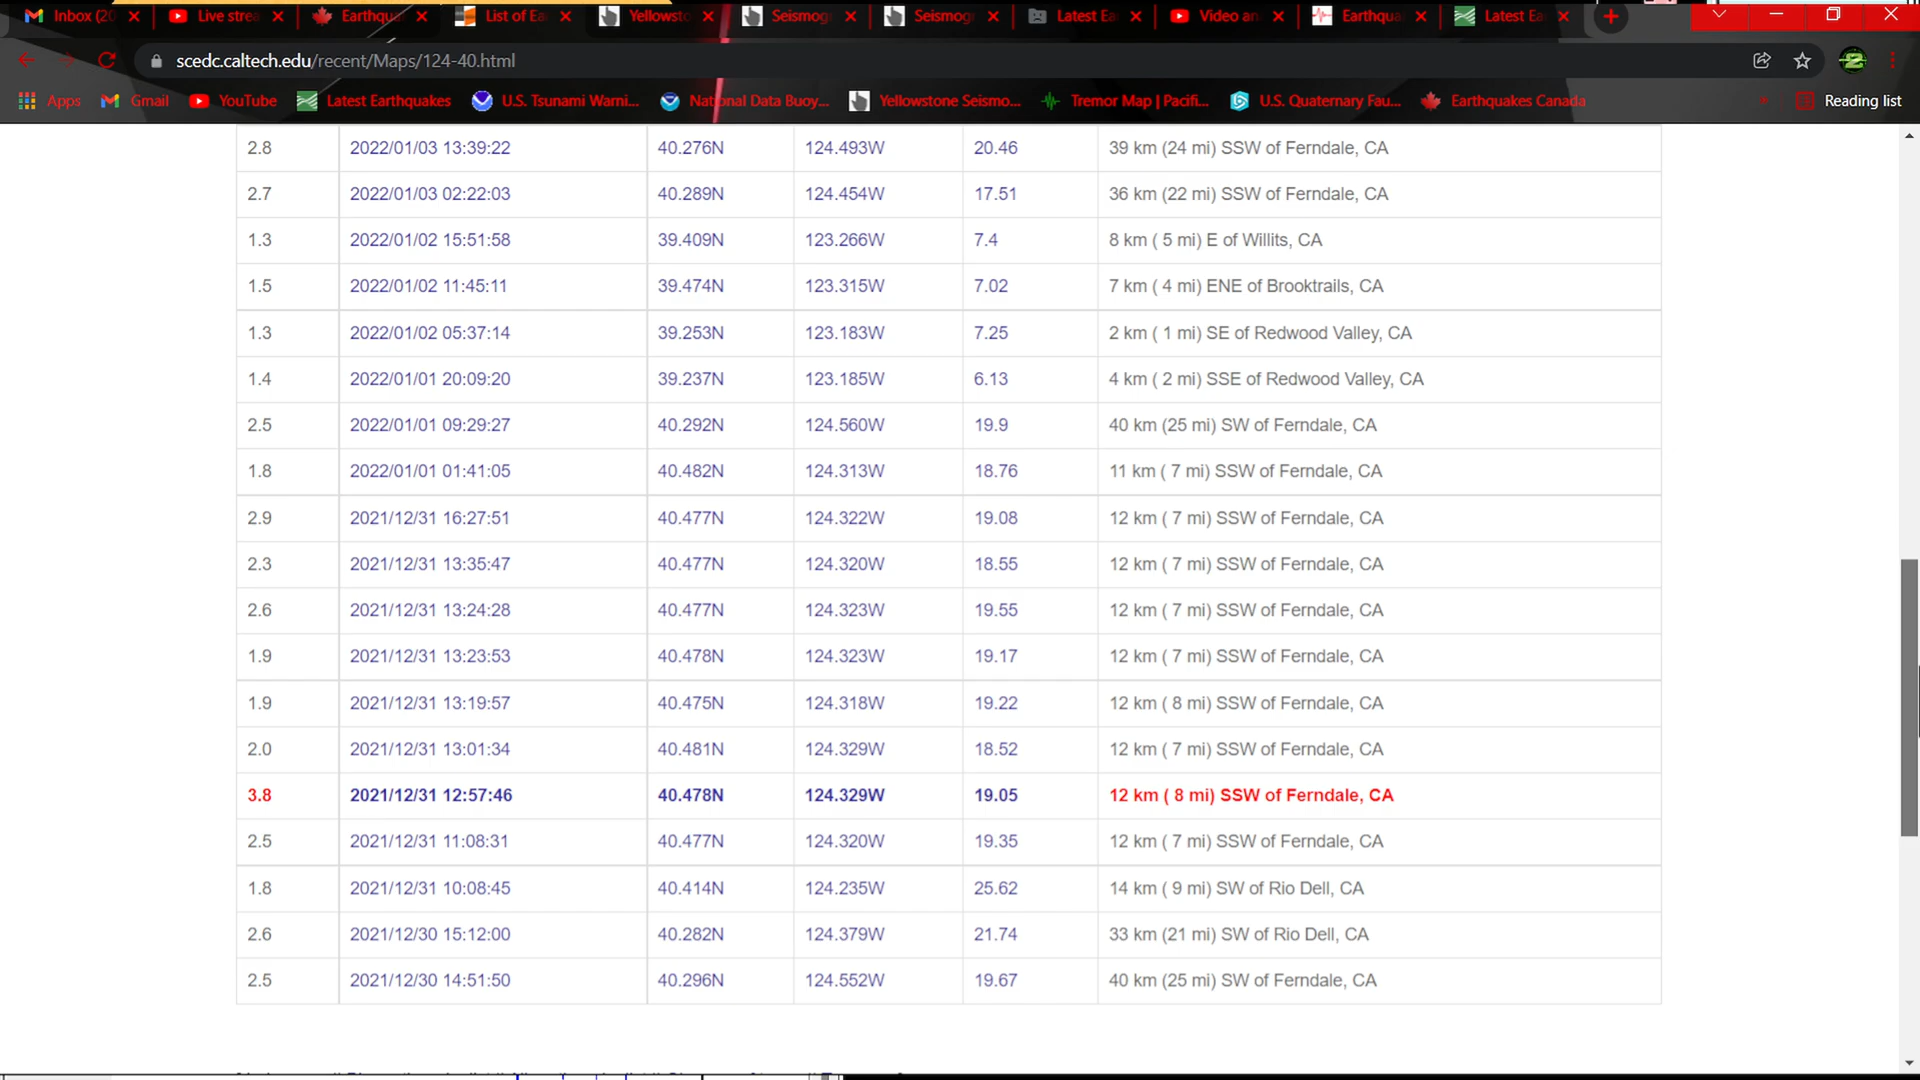 Inbox (20
Live strea
Earthqu
List of Ea
Yellowsto
Seismog
Seismog
Latest Ea
Video an
Earthqua
Latest Ea
scedc.caltech.edu/recent/Maps/124-40.html
Apps
Gmail
YouTube
Latest Earthquakes
U.S. Tsunami Warni...
National Data Buoy...
Yellowstone Seismo...
Tremor Map | Pacifi...
U.S. Quaternary Fau...
Earthquakes Canada
Reading list
2.8 2022/01/03 13:39:22 40.276N 124.493W 20.46 39 km (24 mi) SSW of Ferndale, CA
2.7 2022/01/03 02:22:03 40.289N 124.454W 17.51 36 km (22 mi) SSW of Ferndale, CA
1.3 2022/01/02 15:51:58 39.409N 123.266W 7.4 8 km ( 5 mi) E of Willits, CA
1.5 2022/01/02 11:45:11 39.474N 123.315W 7.02 7 km ( 4 mi) ENE of Brooktrails, CA
1.3 2022/01/02 05:37:14 39.253N 123.183W 7.25 2 km ( 1 mi) SE of Redwood Valley, CA
1.4 2022/01/01 20:09:20 39.237N 123.185W 6.13 4 km ( 2 mi) SSE of Redwood Valley, CA
2.5 2022/01/01 09:29:27 40.292N 124.560W 19.9 40 km (25 mi) SW of Ferndale, CA
1.8 2022/01/01 01:41:05 40.482N 124.313W 18.76 11 km ( 7 mi) SSW of Ferndale, CA
2.9 2021/12/31 16:27:51 40.477N 124.322W 19.08 12 km ( 7 mi) SSW of Ferndale, CA
2.3 2021/12/31 13:35:47 40.477N 124.320W 18.55 12 km ( 7 mi) SSW of Ferndale, CA
2.6 2021/12/31 13:24:28 40.477N 124.323W 19.55 12 km ( 7 mi) SSW of Ferndale, CA
1.9 2021/12/31 13:23:53 40.478N 124.323W 19.17 12 km ( 7 mi) SSW of Ferndale, CA
1.9 2021/12/31 13:19:57 40.475N 124.318W 19.22 12 km ( 8 mi) SSW of Ferndale, CA
2.0 2021/12/31 13:01:34 40.481N 124.329W 18.52 12 km ( 7 mi) SSW of Ferndale, CA
3.8 2021/12/31 12:57:46 40.478N 124.329W 19.05 12 km ( 8 mi) SSW of Ferndale, CA
2.5 2021/12/31 11:08:31 40.477N 124.320W 19.35 12 km ( 7 mi) SSW of Ferndale, CA
1.8 2021/12/31 10:08:45 40.414N 124.235W 25.62 14 km ( 9 mi) SW of Rio Dell, CA
2.6 2021/12/30 15:12:00 40.282N 124.379W 21.74 33 km (21 mi) SW of Rio Dell, CA
2.5 2021/12/30 14:51:50 40.296N 124.552W 19.67 40 km (25 mi) SW of Ferndale, CA